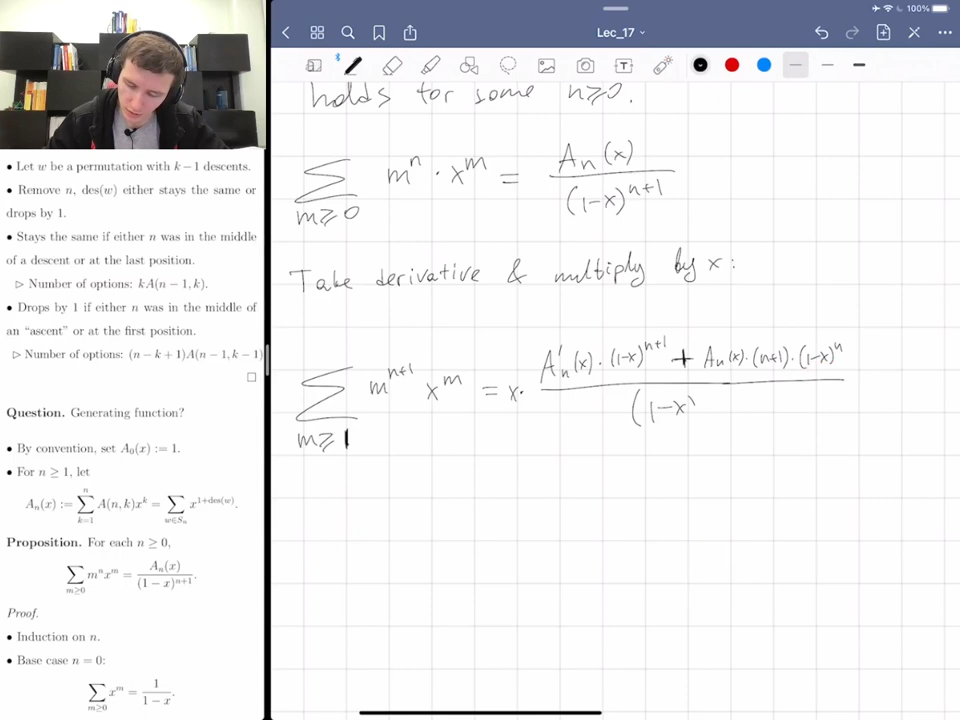 100%
Lec_17
holds for some n≥0.
∑_{m≥0} m^n · x^m = A_n(x) / (1-x)^{n+1}
Take derivative & multiply by x:
∑_{m≥1} m^{n+1} x^m = x· A'_n(x)·(1-x)^{n+1} + A_n(x)·(n+1)·(1-x)^n / (1-x)
• Let w be a permutation with k − 1 descents.
• Remove n, des(w) either stays the same or
drops by 1.
• Stays the same if either n was in the middle
of a descent or at the last position.
▷ Number of options: kA(n − 1, k).
• Drops by 1 if either n was in the middle of
an “ascent” or at the first position.
▷ Number of options: (n − k + 1)A(n − 1, k − 1)
□
Question. Generating function?
• By convention, set A_0(x) := 1.
• For n ≥ 1, let
A_n(x) := ∑_{k=1}^{n} A(n, k)x^k = ∑_{w∈S_n} x^{1+des(w)}.
Proposition. For each n ≥ 0,
∑_{m≥0} m^n x^m = A_n(x) / (1 − x)^{n+1}.
Proof.
• Induction on n.
• Base case n = 0:
∑_{m≥0} x^m = 1 / (1 − x).